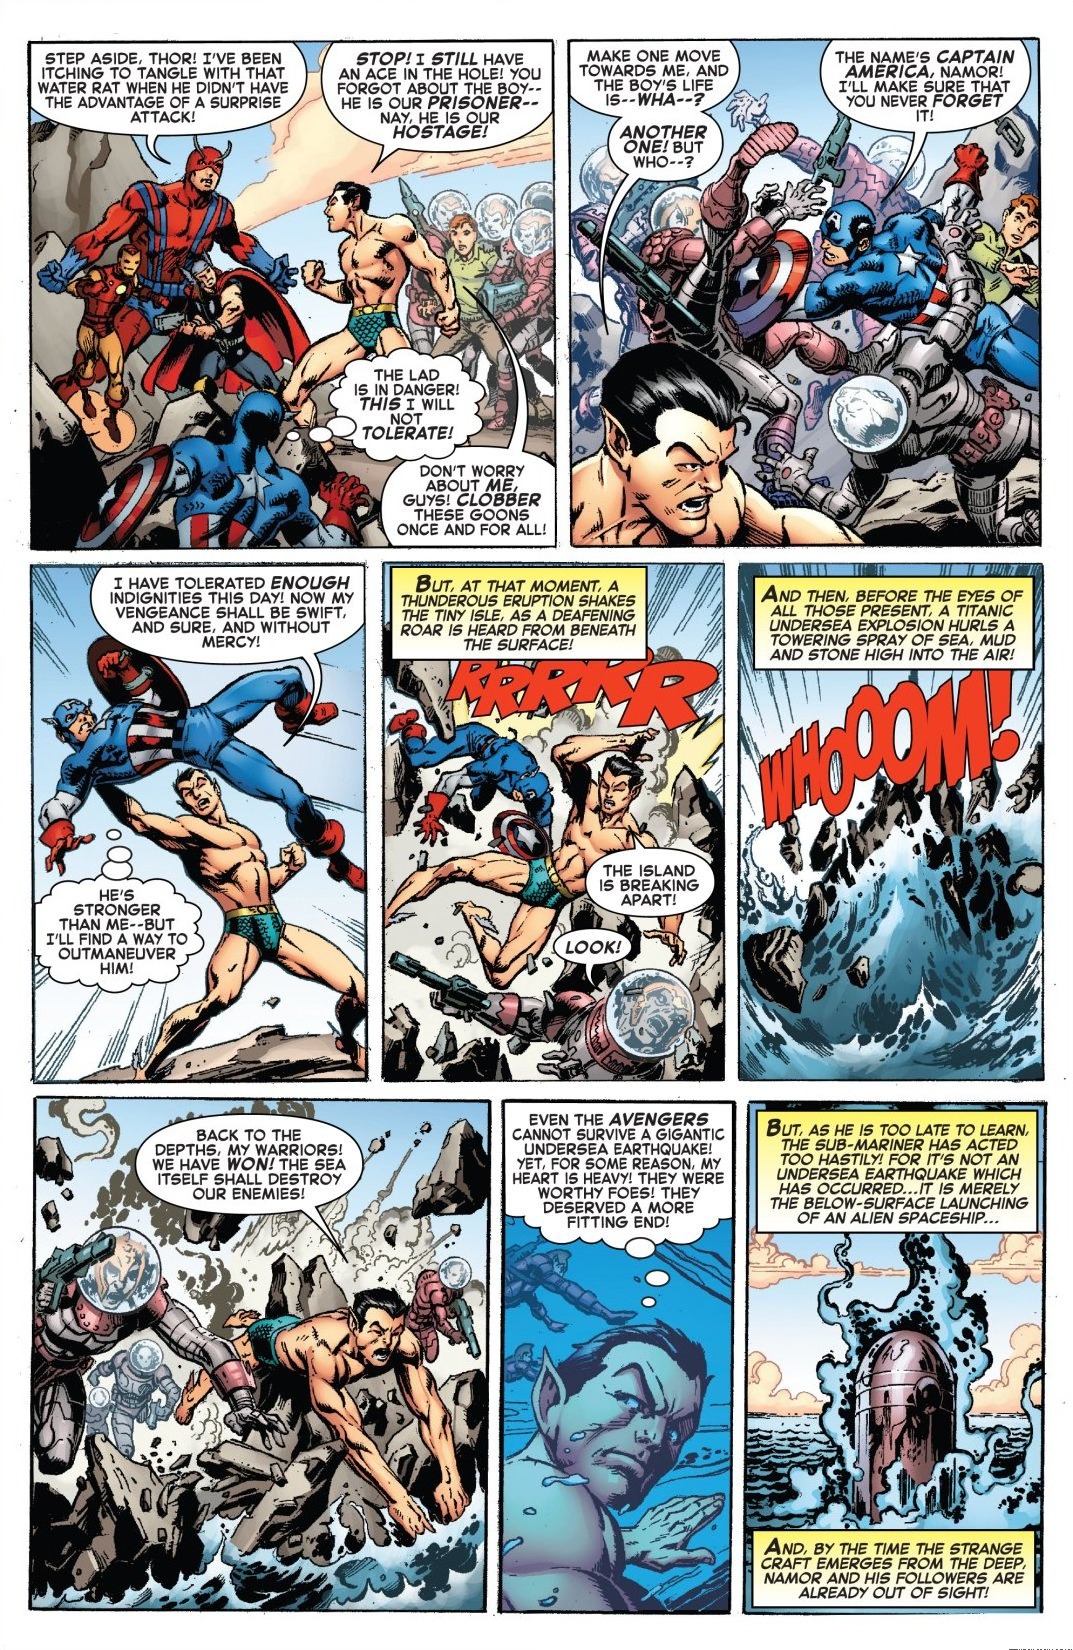 STEP ASIDE, THOR! I'VE BEEN
ITCHING TO TANGLE WITH THAT
WATER RAT WHEN HE DIDN'T HAVE
THE ADVANTAGE OF A SURPRISE
ATTACK!
STOP! I STILL HAVE
AN ACE IN THE HOLE! YOU
FORGOT ABOUT THE BOY--
HE IS OUR PRISONER--
NAY, HE IS OUR
HOSTAGE!
THE LAD
IS IN DANGER!
THIS I WILL
NOT
TOLERATE!
DON'T WORRY
ABOUT ME,
GUYS! CLOBBER
THESE GOONS
ONCE AND FOR ALL!
MAKE ONE MOVE
TOWARDS ME, AND
THE BOY'S LIFE
IS--WHA--?
ANOTHER
ONE! BUT
WHO--?
THE NAME'S CAPTAIN
AMERICA, NAMOR!
I'LL MAKE SURE THAT
YOU NEVER FORGET
IT!
I HAVE TOLERATED ENOUGH
INDIGNITIES THIS DAY! NOW MY
VENGEANCE SHALL BE SWIFT,
AND SURE, AND WITHOUT
MERCY!
HE'S
STRONGER
THAN ME--BUT
I'LL FIND A WAY TO
OUTMANEUVER
HIM!
BUT, AT THAT MOMENT, A
THUNDEROUS ERUPTION SHAKES
THE TINY ISLE, AS A DEAFENING
ROAR IS HEARD FROM BENEATH
THE SURFACE!
RRRRRR
THE ISLAND
IS BREAKING
APART!
LOOK!
AND THEN, BEFORE THE EYES OF
ALL THOSE PRESENT, A TITANIC
UNDERSEA EXPLOSION HURLS A
TOWERING SPRAY OF SEA, MUD
AND STONE HIGH INTO THE AIR!
WHOOOOM!
BACK TO THE
DEPTHS, MY WARRIORS!
WE HAVE WON! THE SEA
ITSELF SHALL DESTROY
OUR ENEMIES!
EVEN THE AVENGERS
CANNOT SURVIVE A GIGANTIC
UNDERSEA EARTHQUAKE!
YET, FOR SOME REASON, MY
HEART IS HEAVY! THEY WERE
WORTHY FOES! THEY
DESERVED A MORE
FITTING END!
BUT, AS HE IS TOO LATE TO LEARN,
THE SUB-MARINER HAS ACTED
TOO HASTILY! FOR IT'S NOT AN
UNDERSEA EARTHQUAKE WHICH
HAS OCCURRED...IT IS MERELY
THE BELOW-SURFACE LAUNCHING
OF AN ALIEN SPACESHIP...
AND, BY THE TIME THE STRANGE
CRAFT EMERGES FROM THE DEEP,
NAMOR AND HIS FOLLOWERS ARE
ALREADY OUT OF SIGHT!